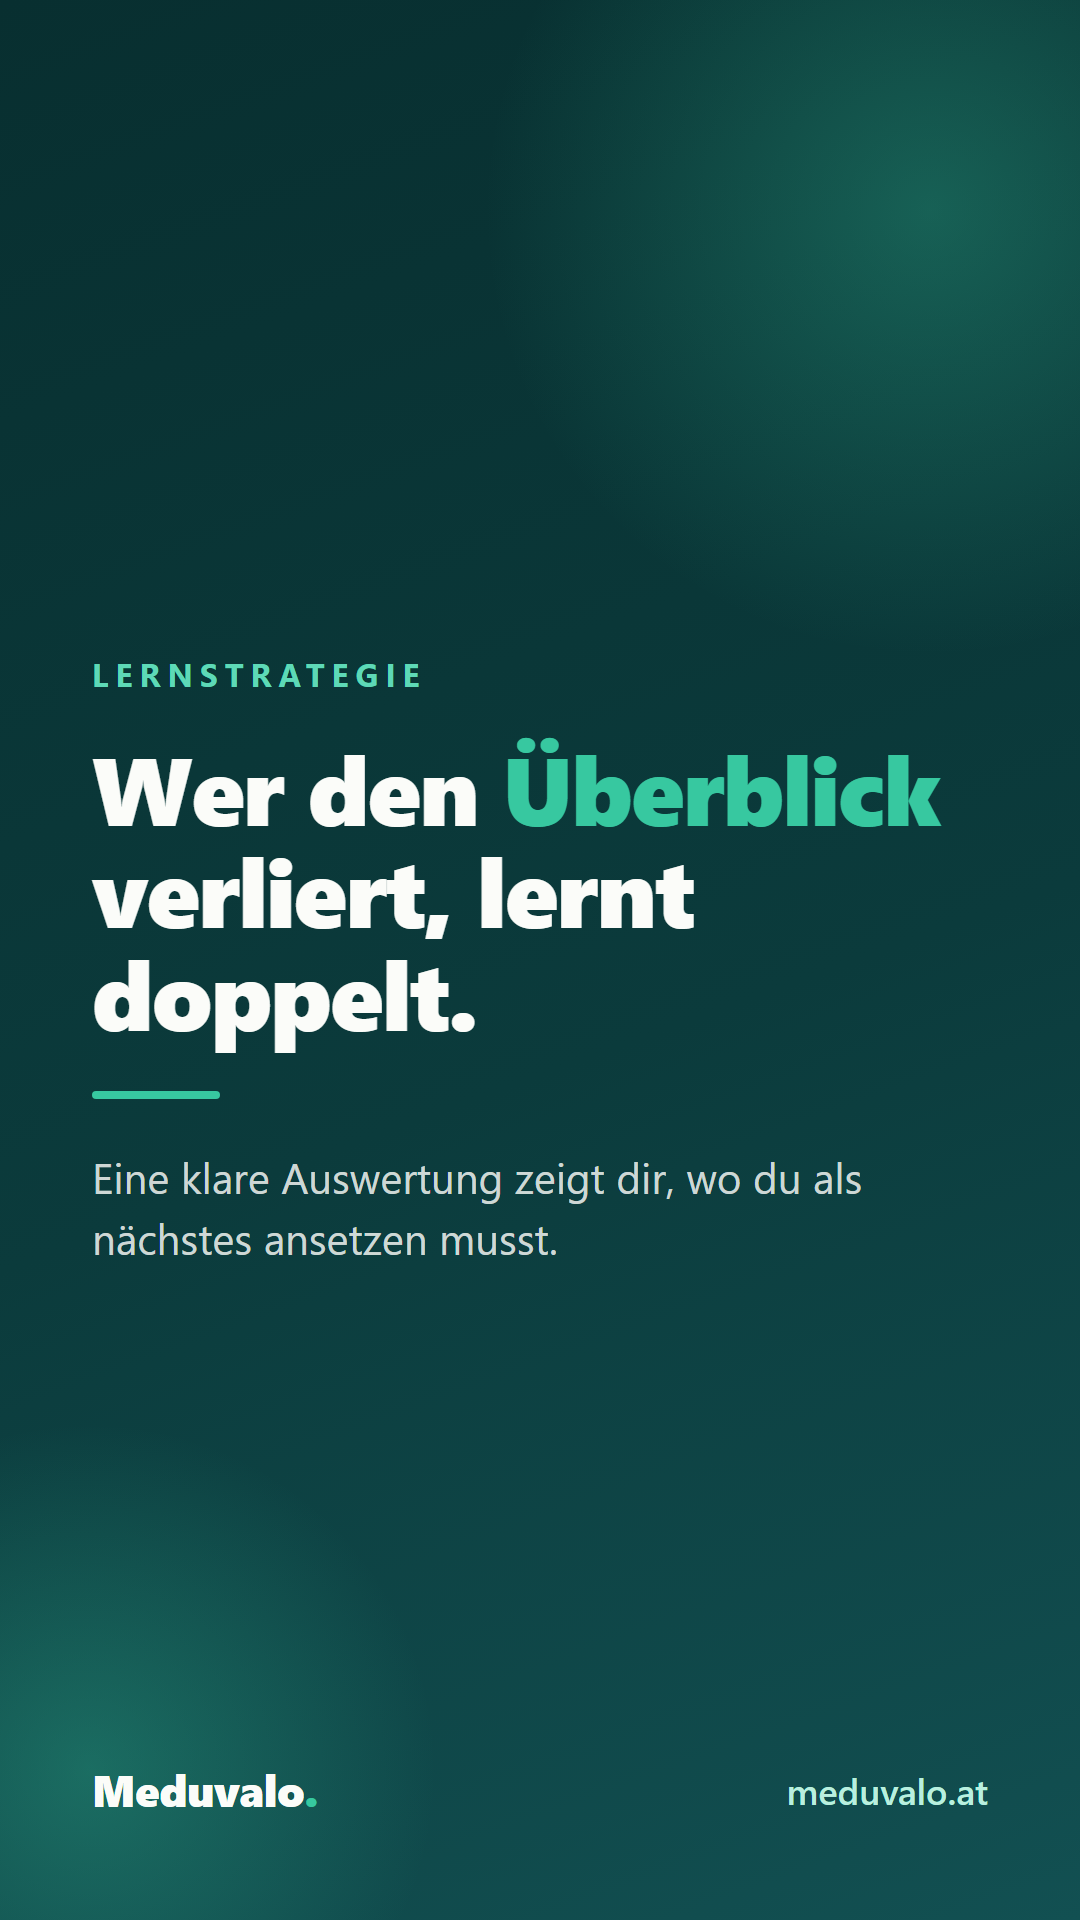 LERNSTRATEGIE
Wer den Überblick
verliert, lernt
doppelt.
Eine klare Auswertung zeigt dir, wo du als
nächstes ansetzen musst.
Meduvalo.
meduvalo.at